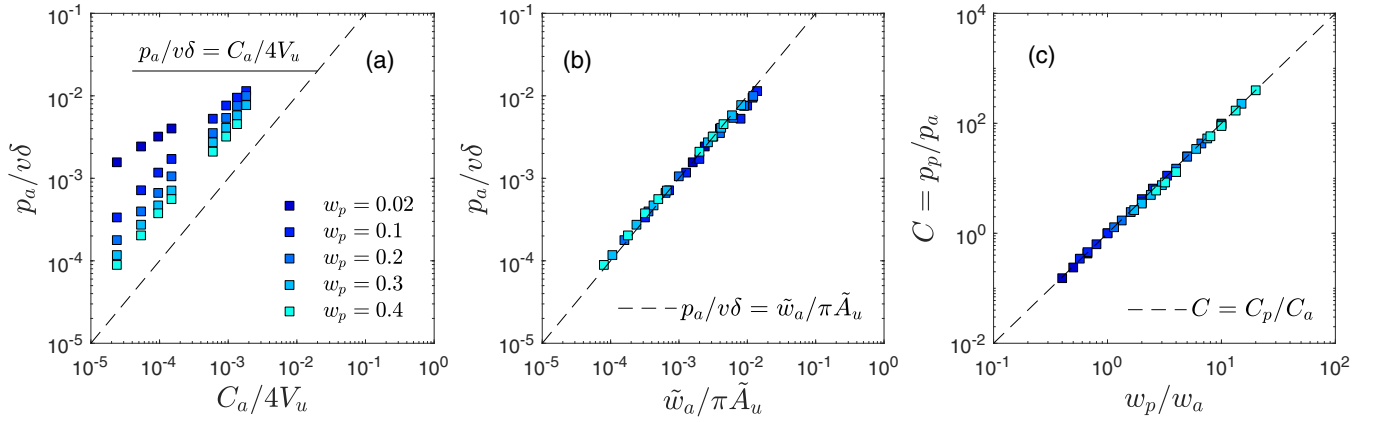 10^-1
10^-2
10^-3
10^-4
10^-5
10^-5 10^-4 10^-3 10^-2 10^-1 10^0
p_a/vδ
C_a/4V_u
p_a/vδ = C_a/4V_u
(a)
w_p = 0.02
w_p = 0.1
w_p = 0.2
w_p = 0.3
w_p = 0.4
10^-1
10^-2
10^-3
10^-4
10^-5
10^-5 10^-4 10^-3 10^-2 10^-1 10^0
p_a/vδ
w̃_a/πÃ_u
(b)
p_a/vδ = w̃_a/πÃ_u
10^4
10^2
10^0
10^-2
10^-1 10^0 10^1 10^2
C = p_p/p_a
w_p/w_a
(c)
C = C_p/C_a